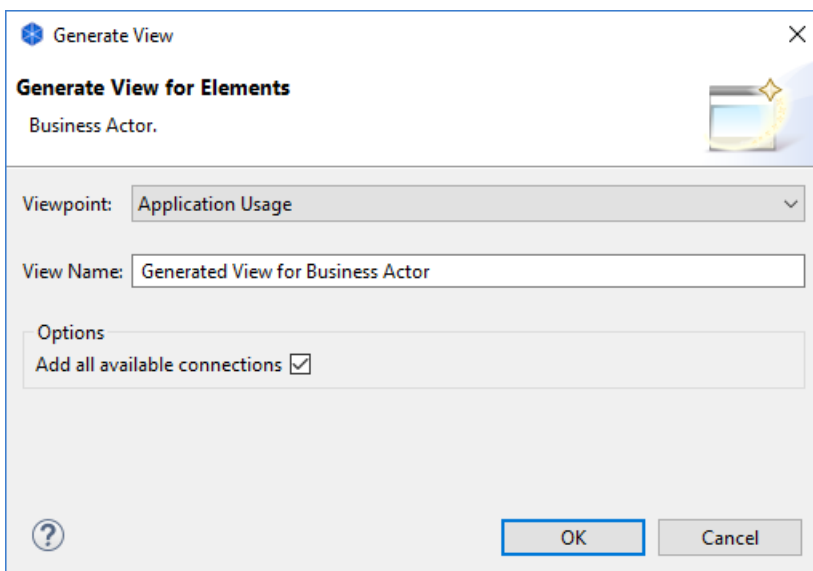 Generate View
Generate View for Elements
Business Actor.
Viewpoint: Application Usage
View Name: Generated View for Business Actor
Options
Add all available connections
?
OK Cancel